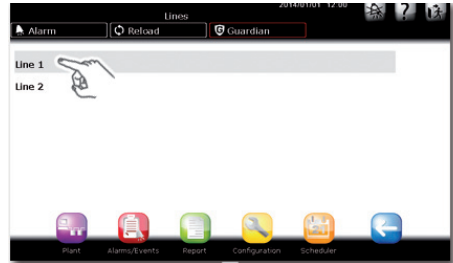 2014/01/01 12:00
Lines
Alarm
Reload
Guardian
Line 1
Line 2
Plant
Alarms/Events
Report
Configuration
Scheduler